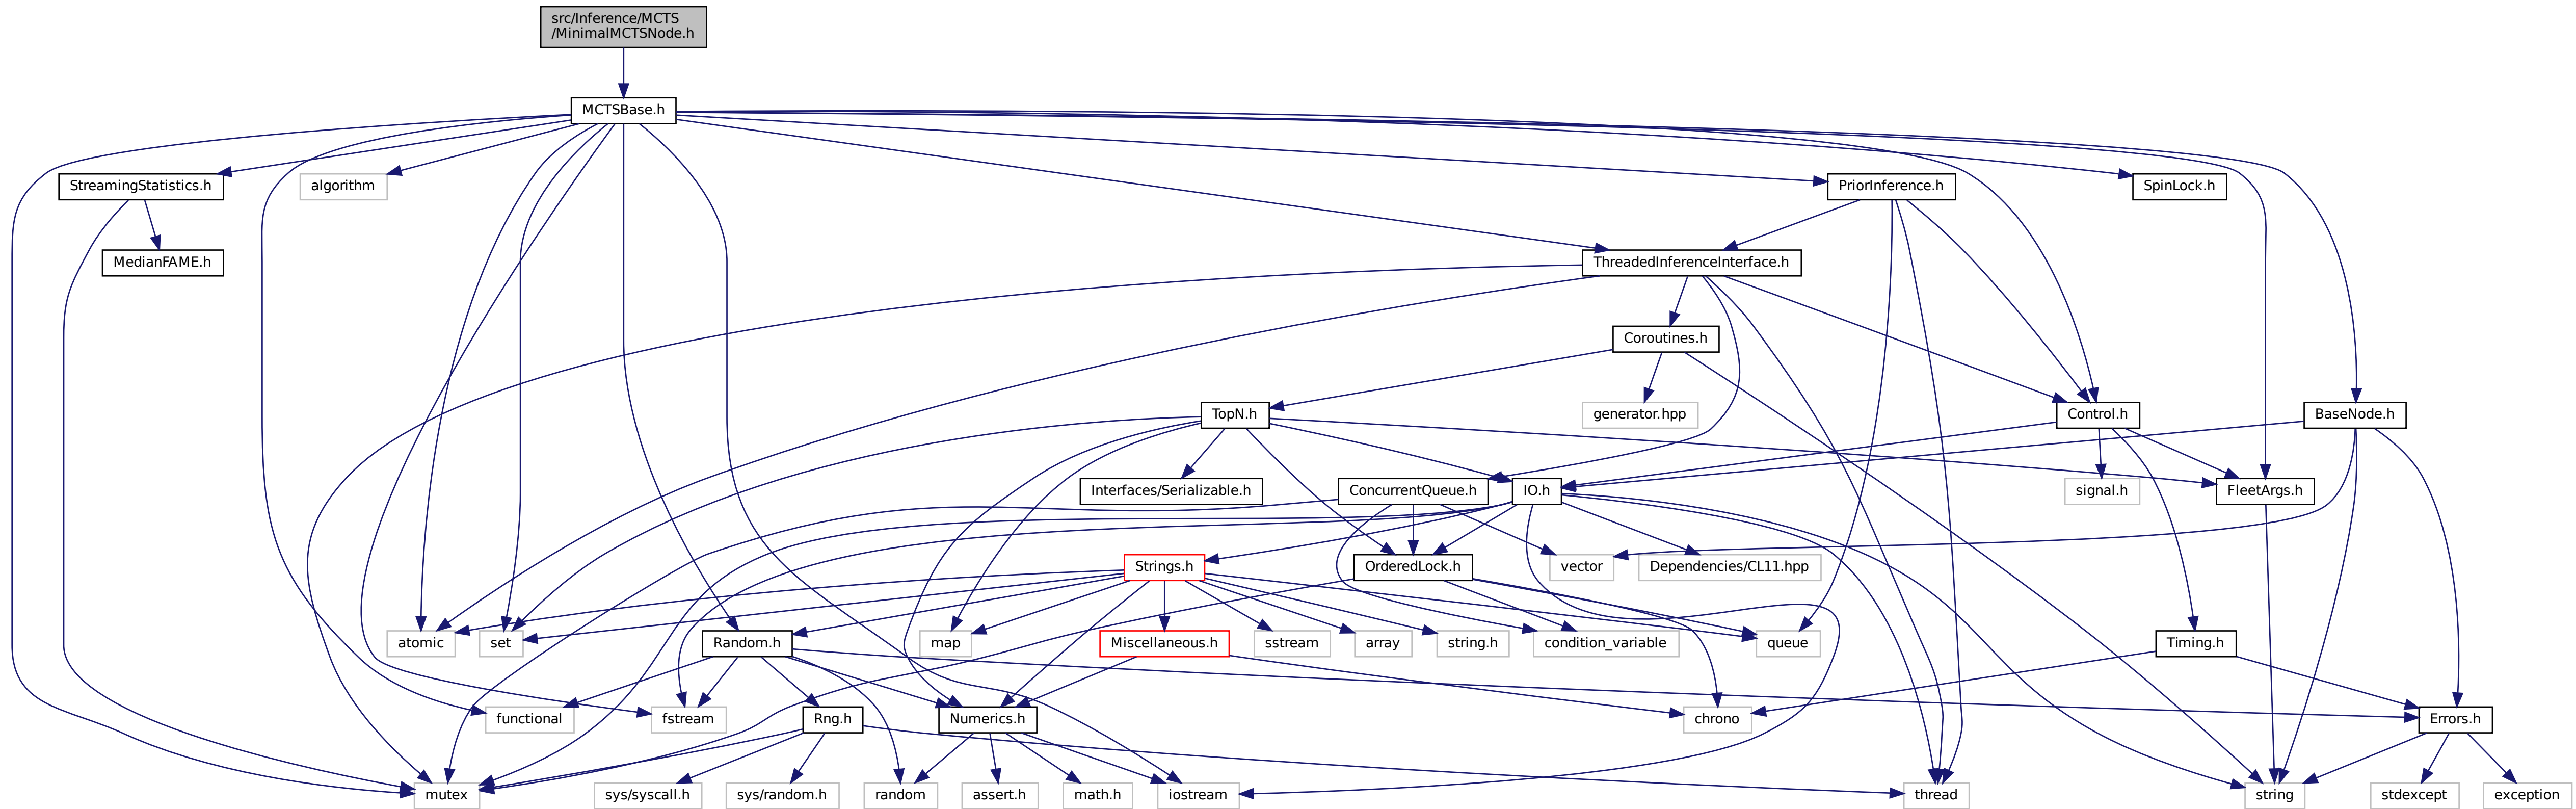 src/Inference/MCTS
/MinimalMCTSNode.h
MCTSBase.h
StreamingStatistics.h
algorithm
PriorInference.h
SpinLock.h
MedianFAME.h
ThreadedInferenceInterface.h
Coroutines.h
TopN.h
generator.hpp
Control.h
BaseNode.h
Interfaces/Serializable.h
ConcurrentQueue.h
IO.h
signal.h
FleetArgs.h
Strings.h
OrderedLock.h
vector
Dependencies/CL11.hpp
atomic
set
Random.h
map
Miscellaneous.h
sstream
array
string.h
condition_variable
queue
Timing.h
functional
fstream
Rng.h
Numerics.h
chrono
Errors.h
mutex
sys/syscall.h
sys/random.h
random
assert.h
math.h
iostream
thread
string
stdexcept
exception